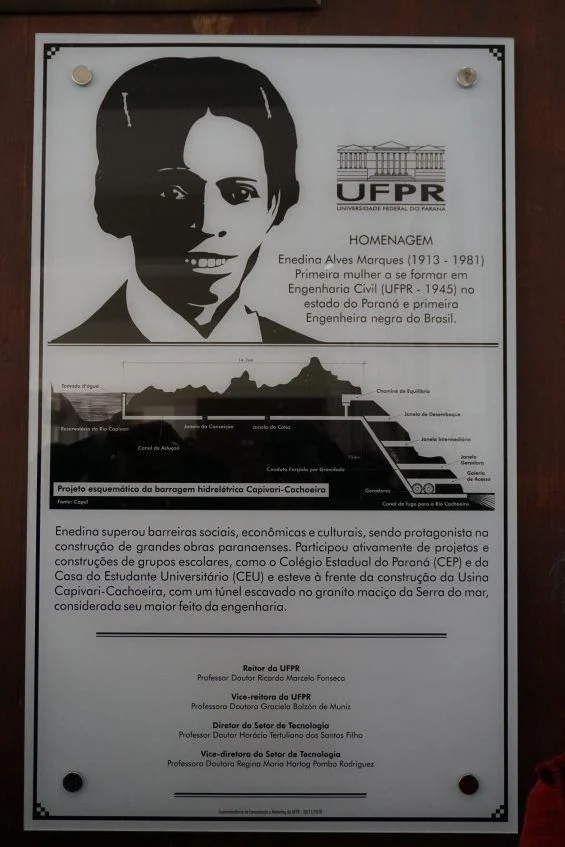 UFPR
UNIVERSIDADE FEDERAL DO PARANÁ
HOMENAGEM
Enedina Alves Marques (1913 - 1981)
Primeira mulher a se formar em
Engenharia Civil (UFPR - 1945) no
estado do Paraná e primeira
Engenheira negra do Brasil.
Tomada d'água
Chaminé de Equilíbrio
Reservatório do Rio Capivari
Janela da Conceição
Janela da Cotia
Janela de Desemboque
Canal de Adução
Janela Intermediária
Conduto Forçado por Gravidade
Janela
Geradora
Galeria
de Acesso
Geradores
Projeto esquemático da barragem hidrelétrica Capivari-Cachoeira
Canal de fuga para o Rio Cachoeira
Fonte: Copel
Enedina superou barreiras sociais, econômicas e culturais, sendo protagonista na
construção de grandes obras paranaenses. Participou ativamente de projetos e
construções de grupos escolares, como o Colégio Estadual do Paraná (CEP) e da
Casa do Estudante Universitário (CEU) e esteve à frente da construção da Usina
Capivari-Cachoeira, com um túnel escavado no granito maciço da Serra do mar,
considerada seu maior feito da engenharia.
Reitor da UFPR
Professor Doutor Ricardo Marcelo Fonseca
Vice-reitora da UFPR
Professora Doutora Graciela Bolzón de Muniz
Diretor do Setor de Tecnologia
Professor Doutor Horácio Tertuliano dos Santos Filho
Vice-diretora do Setor de Tecnologia
Professora Doutora Regina Maria Hartog Pombo Rodriguez